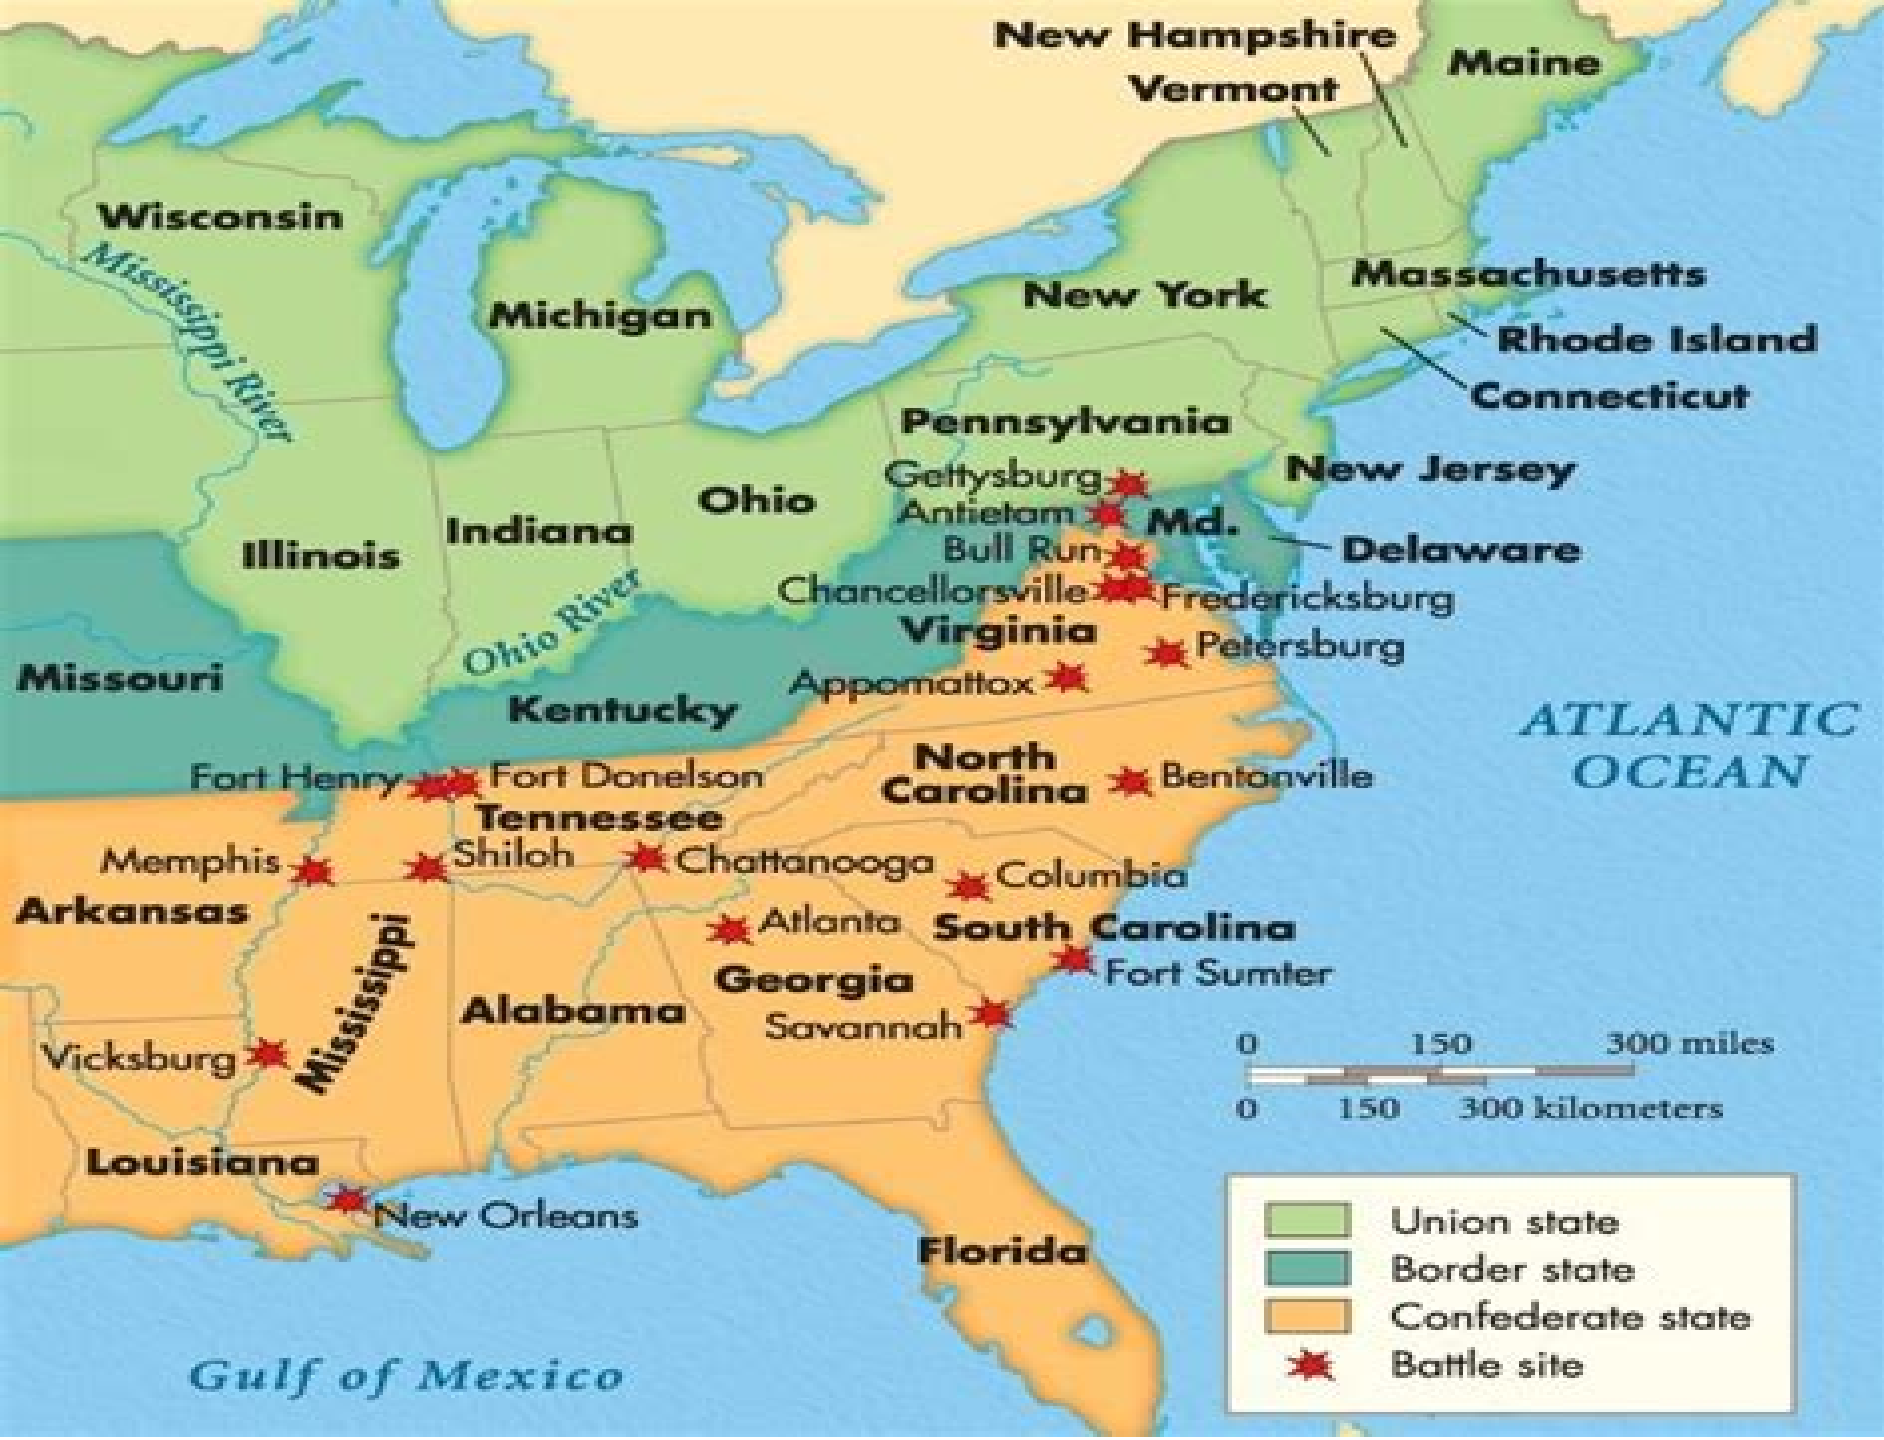 New Hampshire
Vermont
Maine
Wisconsin
Mississippi River
Michigan
New York
Massachusetts
Rhode Island
Connecticut
Pennsylvania
New Jersey
Gettysburg
Ohio
Antietam
Md.
Indiana
Illinois
Bull Run
Delaware
Chancellorsville
Fredericksburg
Ohio River
Virginia
Petersburg
Missouri
Appomattox
Kentucky
ATLANTIC
OCEAN
North
Carolina
Fort Henry
Fort Donelson
Bentonville
Tennessee
Memphis
Shiloh
Chattanooga
Columbia
Arkansas
Atlanta
South Carolina
Mississippi
Georgia
Fort Sumter
Alabama
Savannah
Vicksburg
0 150 300 miles
0 150 300 kilometers
Louisiana
New Orleans
Florida
Gulf of Mexico
Union state
Border state
Confederate state
Battle site